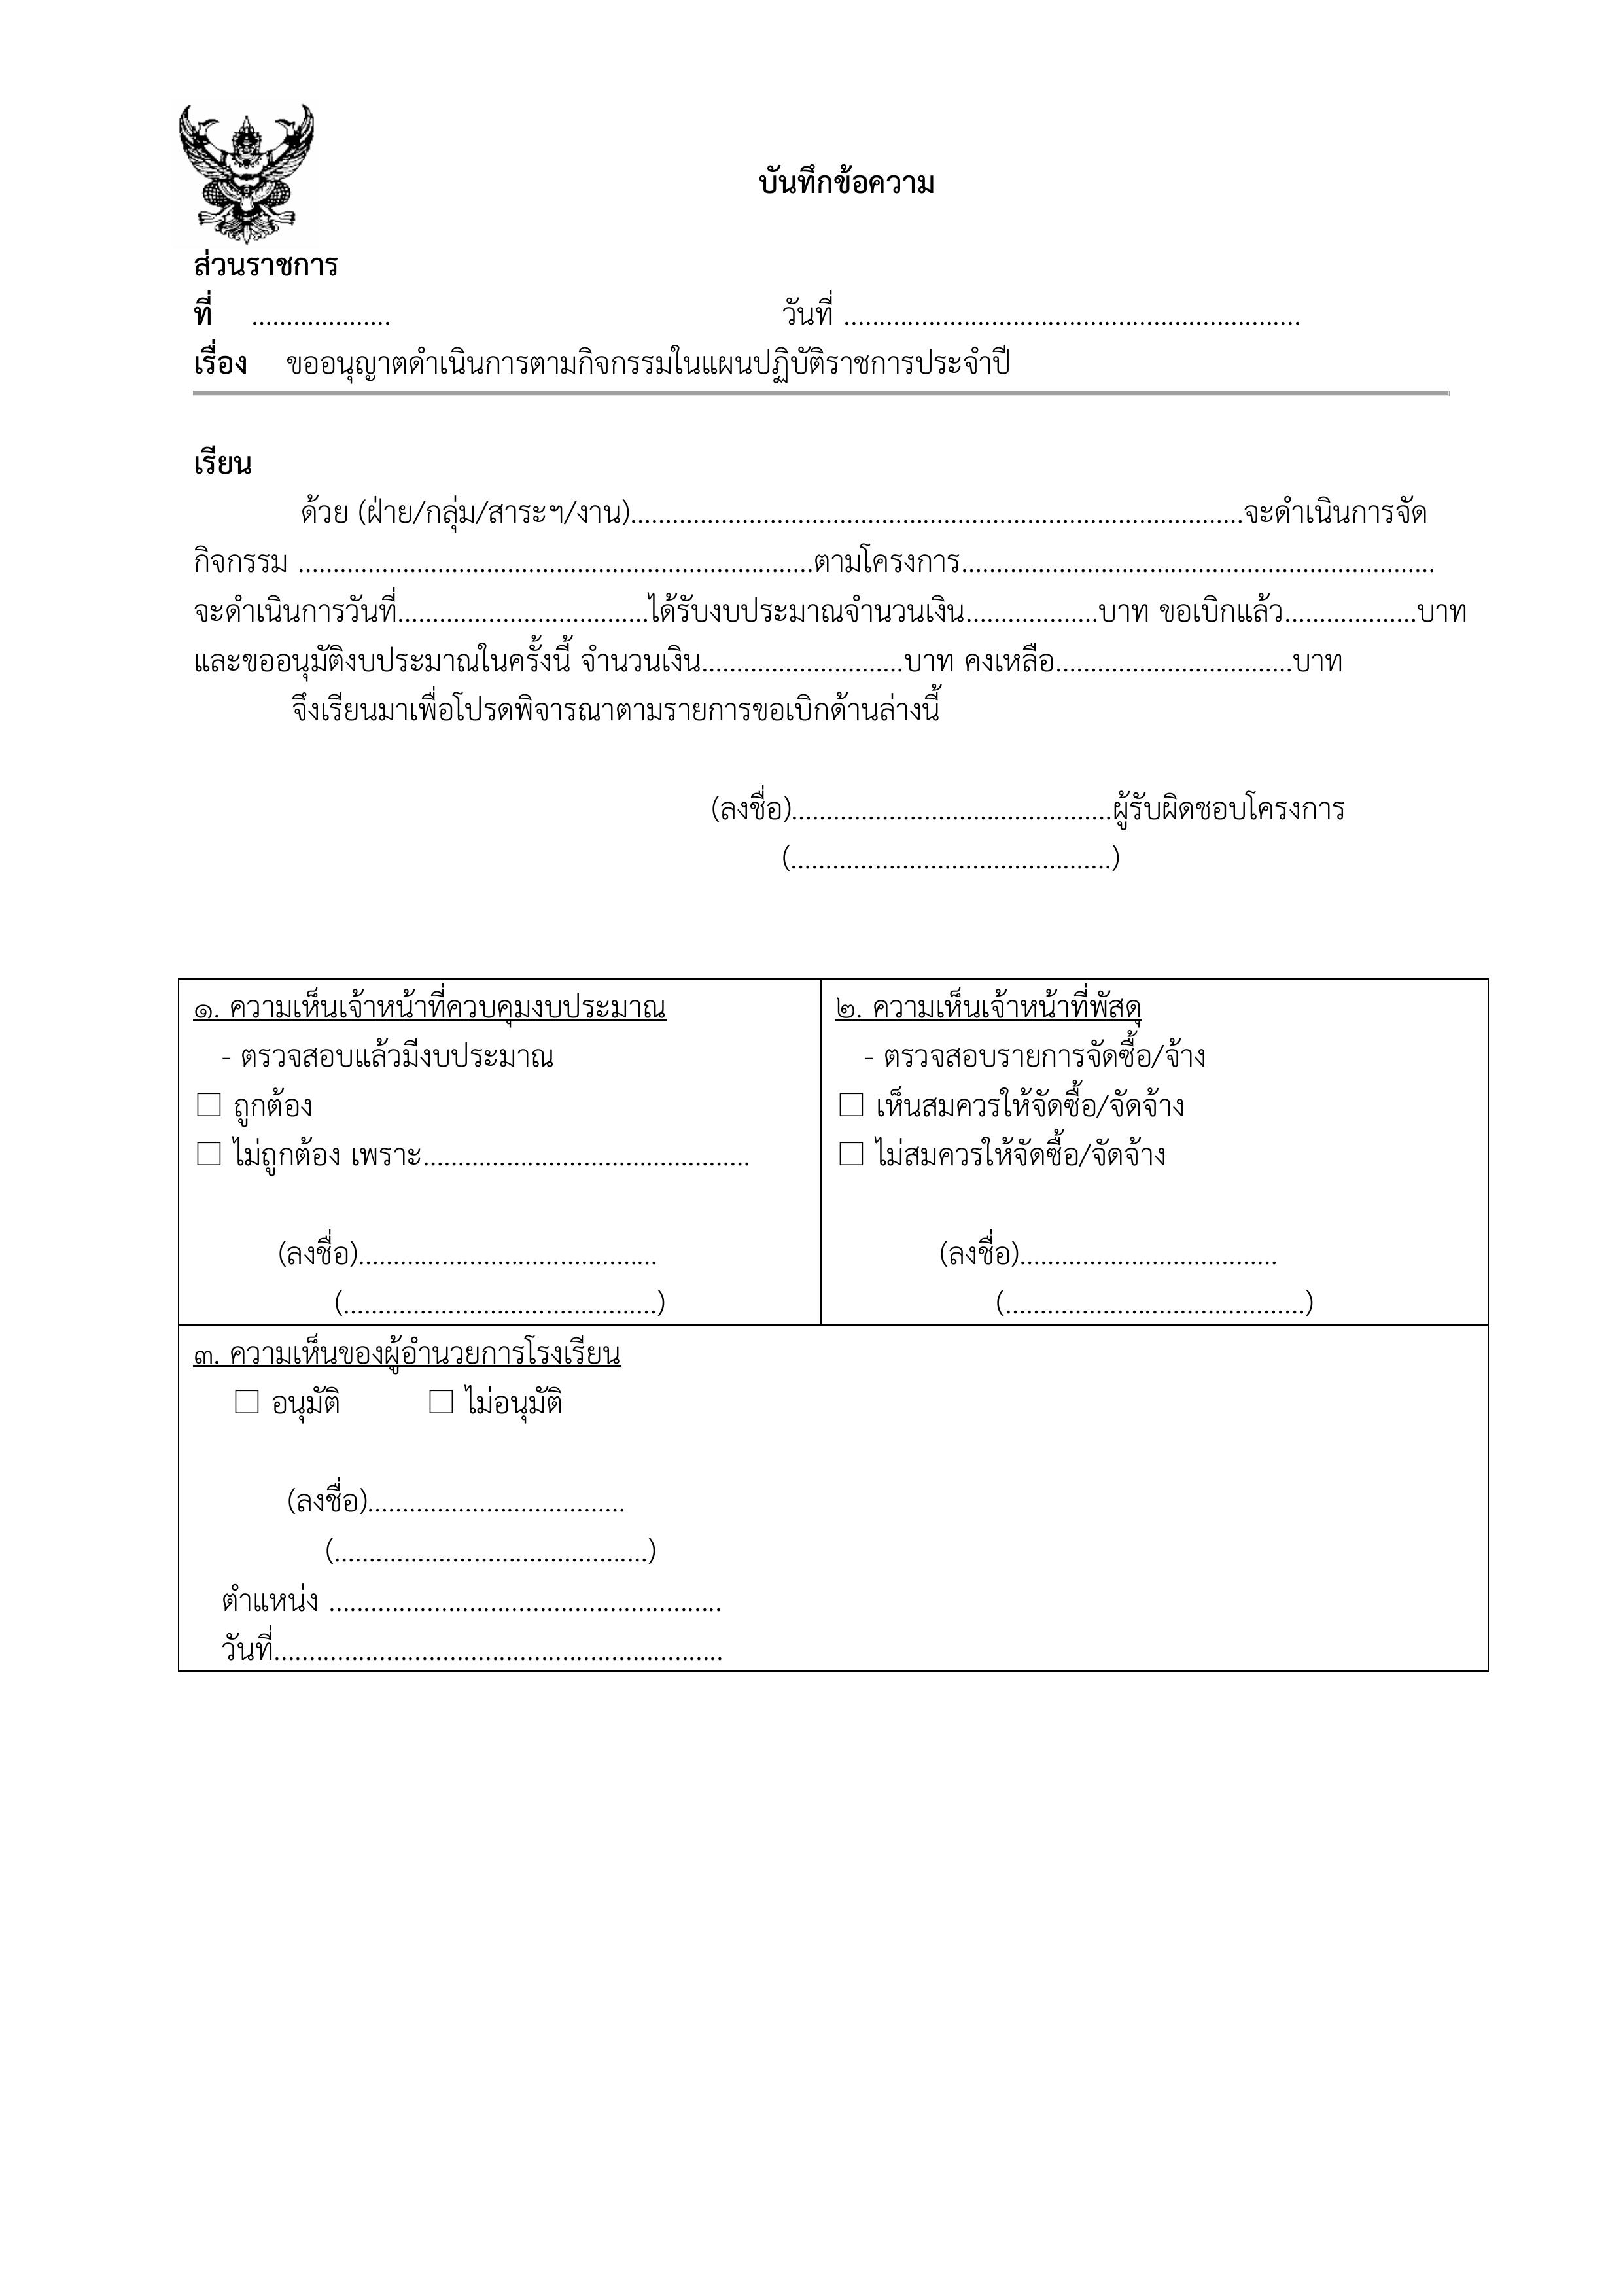 บันทึกข้อความ
ส่วนราชการ
ที่ .................... วันที่ ..................................................................
เรื่อง ขออนุญาตดำเนินการตามกิจกรรมในแผนปฏิบัติราชการประจำปี
เรียน
ด้วย (ฝ่าย/กลุ่ม/สาระฯ/งาน)........................................................................................จะดำเนินการจัด
กิจกรรม ..........................................................................ตามโครงการ....................................................................
จะดำเนินการวันที่....................................ได้รับงบประมาณจำนวนเงิน...................บาท ขอเบิกแล้ว...................บาท
และขออนุมัติงบประมาณในครั้งนี้ จำนวนเงิน.............................บาท คงเหลือ..................................บาท
จึงเรียนมาเพื่อโปรดพิจารณาตามรายการขอเบิกด้านล่างนี้
(ลงชื่อ)..............................................ผู้รับผิดชอบโครงการ
(..............................................)
๑. ความเห็นเจ้าหน้าที่ควบคุมงบประมาณ
- ตรวจสอบแล้วมีงบประมาณ
☐ ถูกต้อง
☐ ไม่ถูกต้อง เพราะ...............................................
(ลงชื่อ)...........................................
(.............................................)
๒. ความเห็นเจ้าหน้าที่พัสดุ
- ตรวจสอบรายการจัดซื้อ/จ้าง
☐ เห็นสมควรให้จัดซื้อ/จัดจ้าง
☐ ไม่สมควรให้จัดซื้อ/จัดจ้าง
(ลงชื่อ).....................................
(...........................................)
๓. ความเห็นของผู้อำนวยการโรงเรียน
☐ อนุมัติ ☐ ไม่อนุมัติ
(ลงชื่อ).....................................
(.............................................)
ตำแหน่ง ........................................................
วันที่................................................................